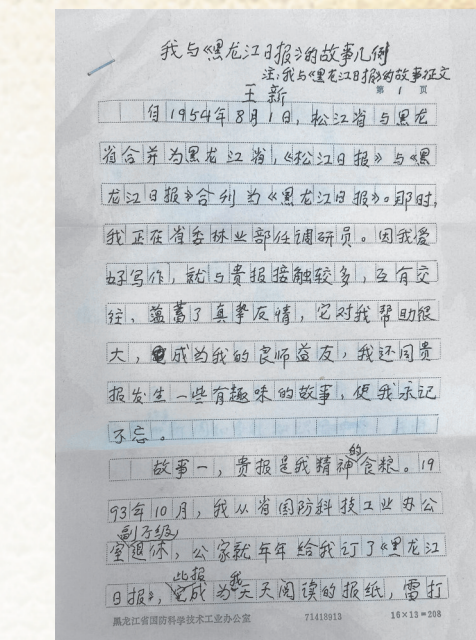 我与《黑龙江日报》的故事几例
注:我与《黑龙江日报》的故事征文
王新
第 1 页
自1954年8月1日,松江省与黑龙
省合并为黑龙江省,《松江日报》与《黑
龙江日报》合刊为《黑龙江日报》。那时,
我正在省委林业部任调研员。因我爱
好写作,就与贵报接触较多,互有交
往、蕴蓄了真挚友情,它对我帮助很
大,成为我的良师益友,我还同贵
报发生一些有趣味的故事,使我永记
不忘。
故事一,贵报是我精神的食粮。19
93年10月,我从省国防科技工业办公
室副厅级退休,公家就年年给我订了《黑龙江
日报》,此报成为我天天阅读的报纸,雷打
黑龙江省国防科学技术工业办公室
71418913
16×13=208